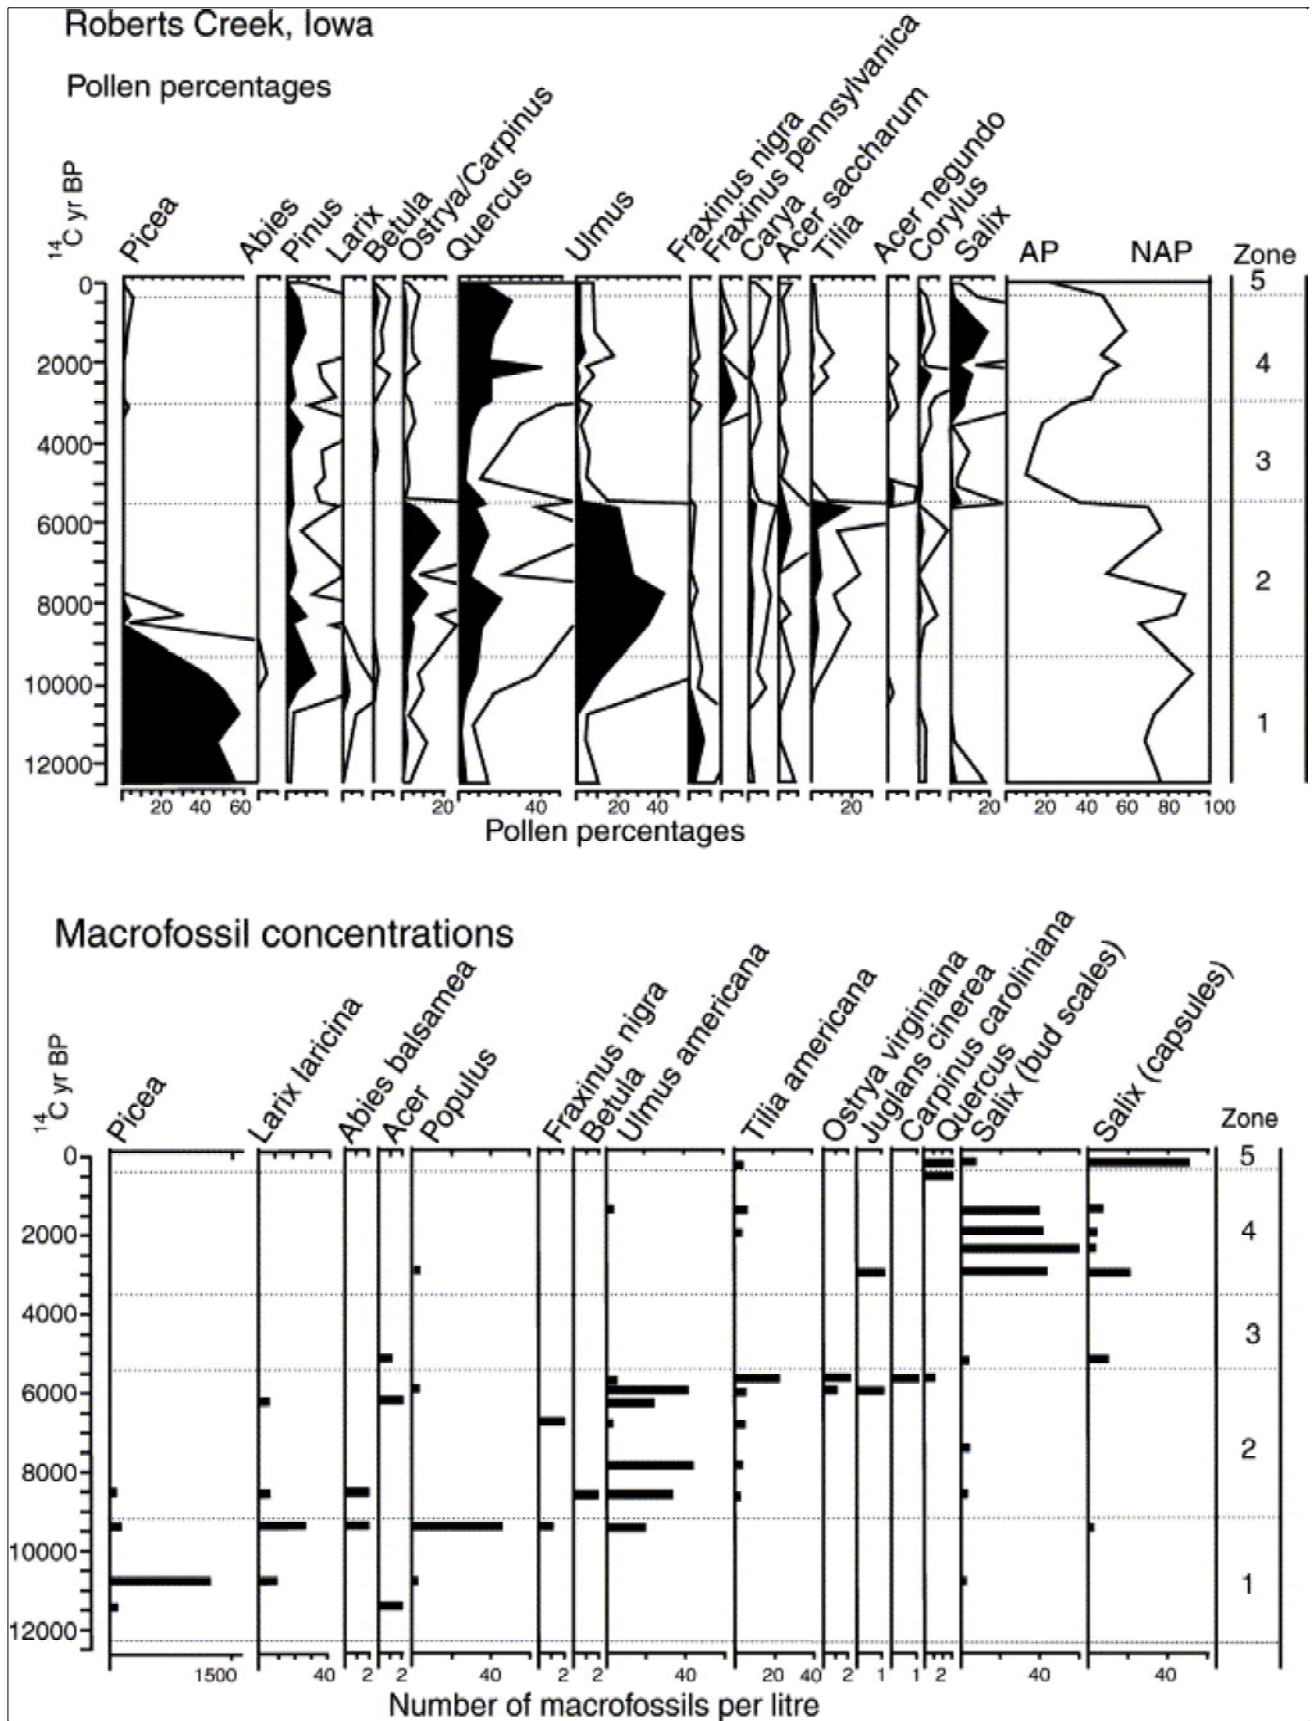 Roberts Creek, Iowa
Pollen percentages
14C yr BP
Picea
Abies
Pinus
Larix
Betula
Ostrya/Carpinus
Quercus
Ulmus
Fraxinus nigra
Fraxinus pennsylvanica
Carya
Acer saccharum
Tilia
Acer negundo
Corylus
Salix
AP NAP Zone
0 5
2000 4
4000 3
6000
8000 2
10000 1
12000
20 40 60 20 40 20 40 20 20 20 40 60 80 100
Pollen percentages
Macrofossil concentrations
14C yr BP
Picea
Larix laricina
Abies balsamea
Acer
Populus
Fraxinus nigra
Betula
Ulmus americana
Tilia americana
Ostrya virginiana
Juglans cinerea
Carpinus caroliniana
Quercus
Salix (bud scales)
Salix (capsules)
Zone
0 5
2000 4
4000 3
6000
8000 2
10000 1
12000
1500 40 2 2 40 2 2 40 20 40 2 1 1 2 40 40
Number of macrofossils per litre